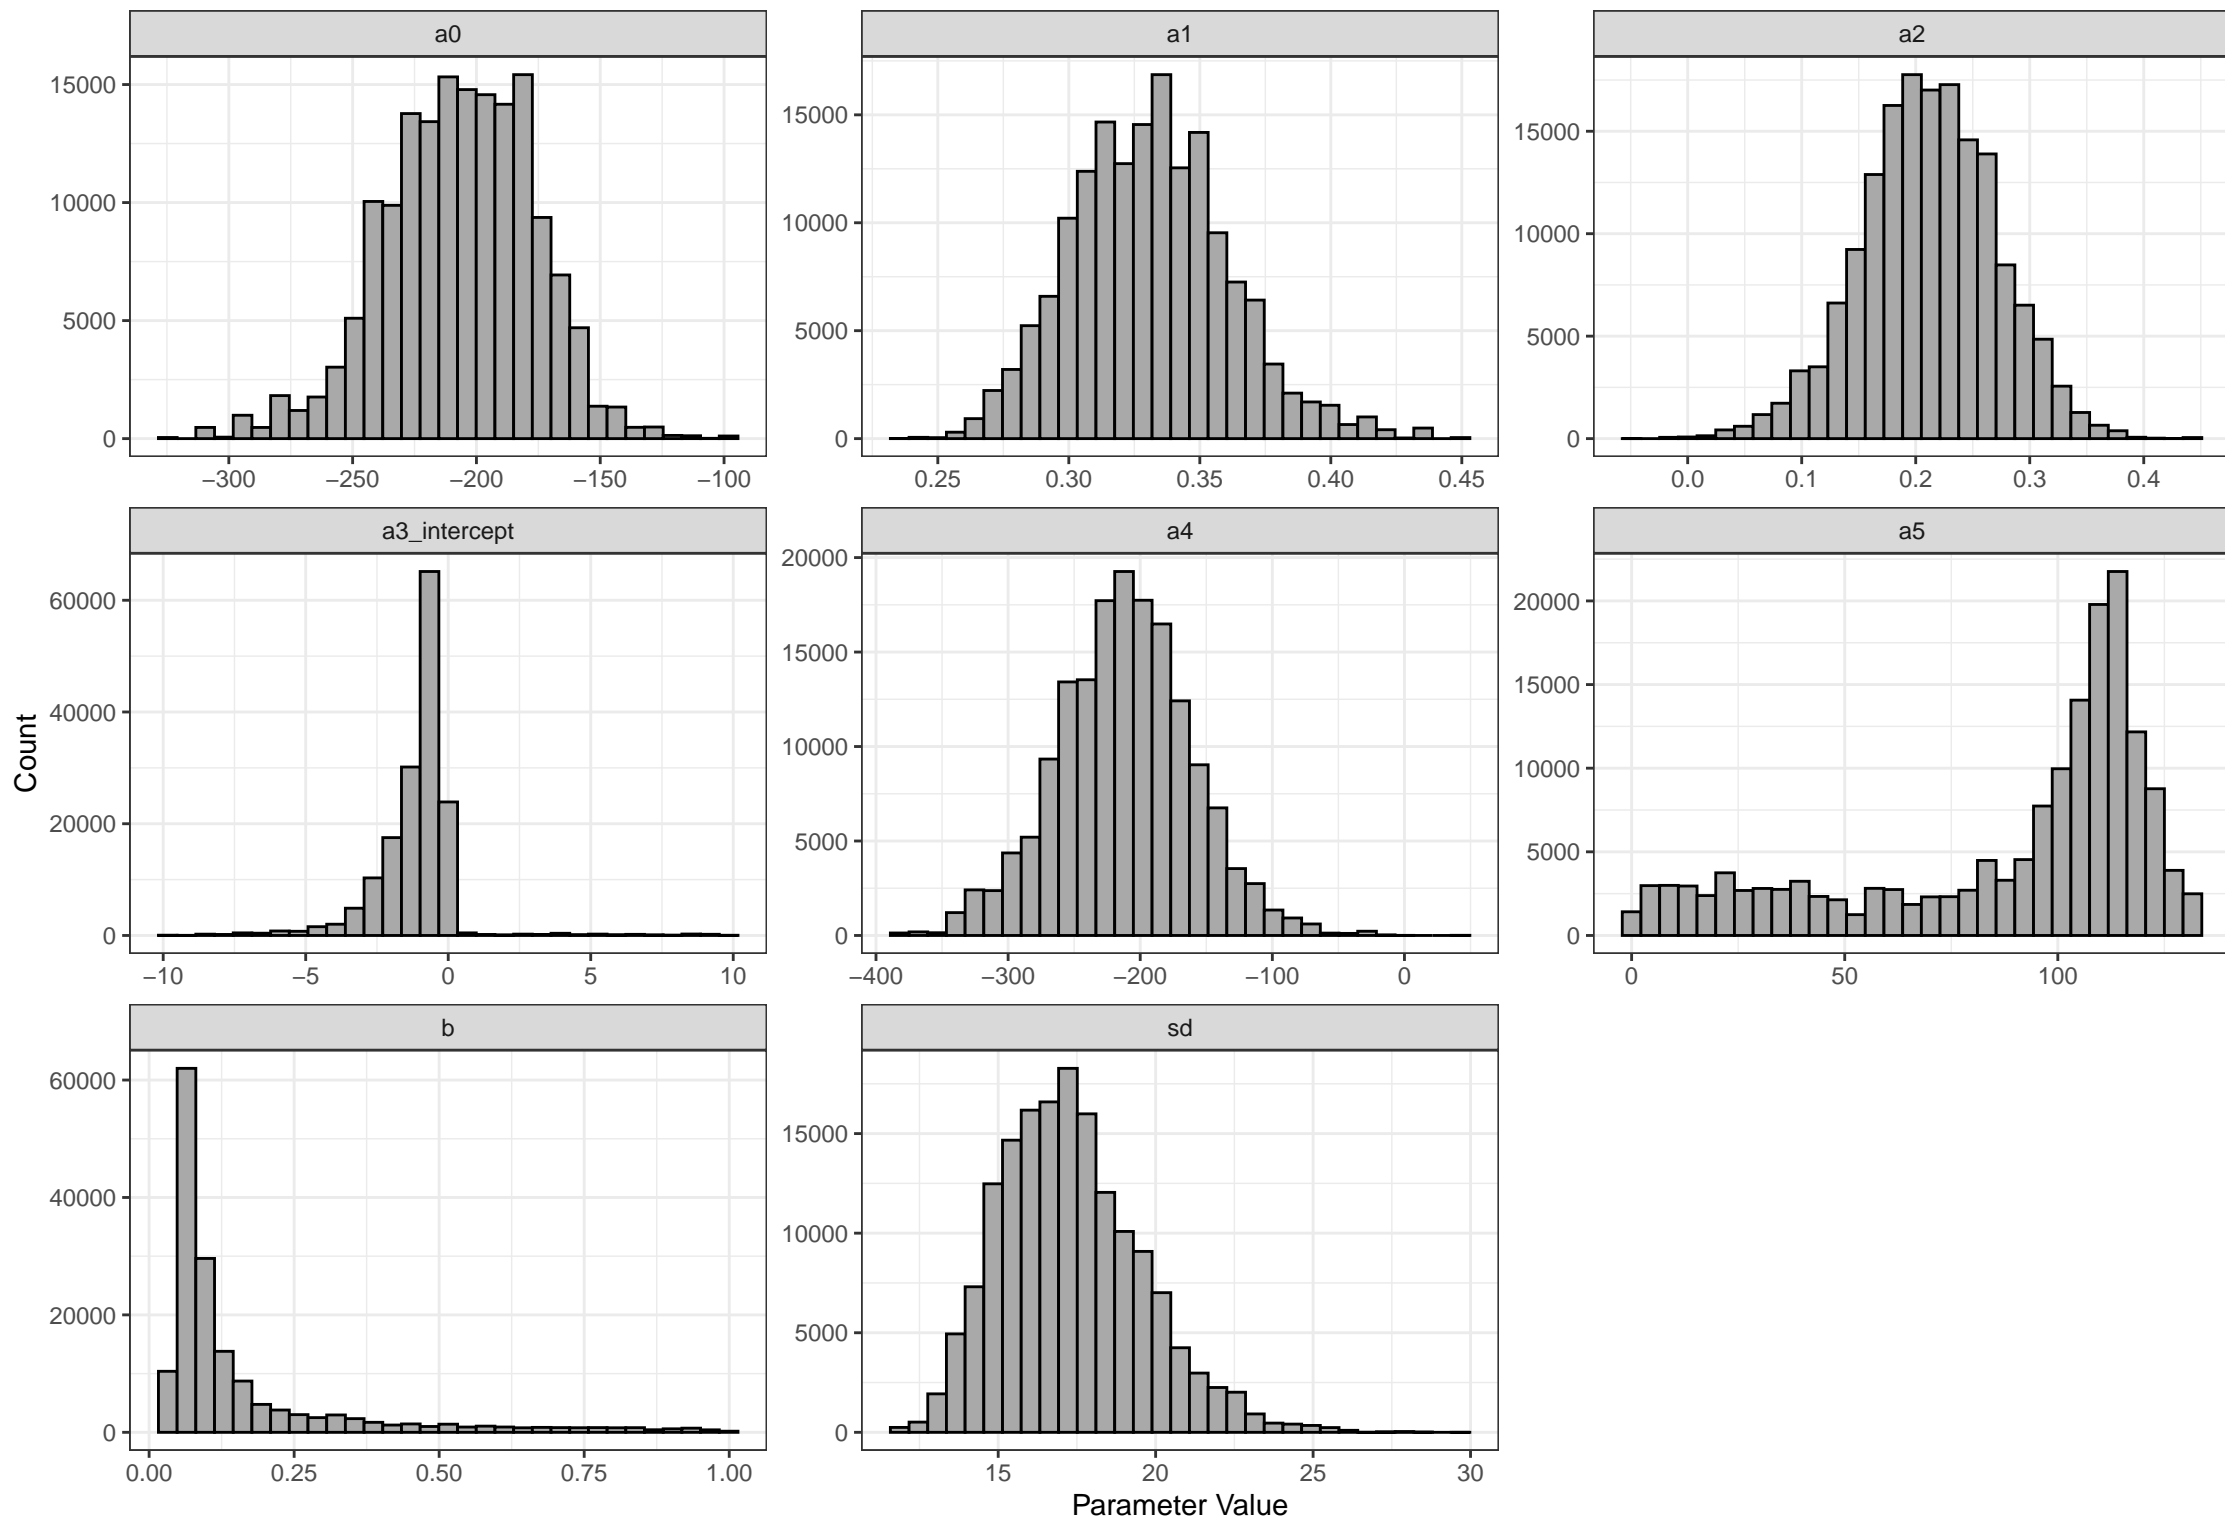 a0 a1 a2
15000 10000 5000 0
15000 10000 5000 0
15000 10000 5000 0
−300 −250 −200 −150 −100
0.25 0.30 0.35 0.40 0.45
0.0 0.1 0.2 0.3 0.4
a3_intercept a4 a5
60000 40000 20000 0
20000 15000 10000 5000 0
20000 15000 10000 5000 0
−10 −5 0 5 10
−400 −300 −200 −100 0
0 50 100
Count
b sd
60000 40000 20000 0
15000 10000 5000 0
0.00 0.25 0.50 0.75 1.00
15 20 25 30
Parameter Value